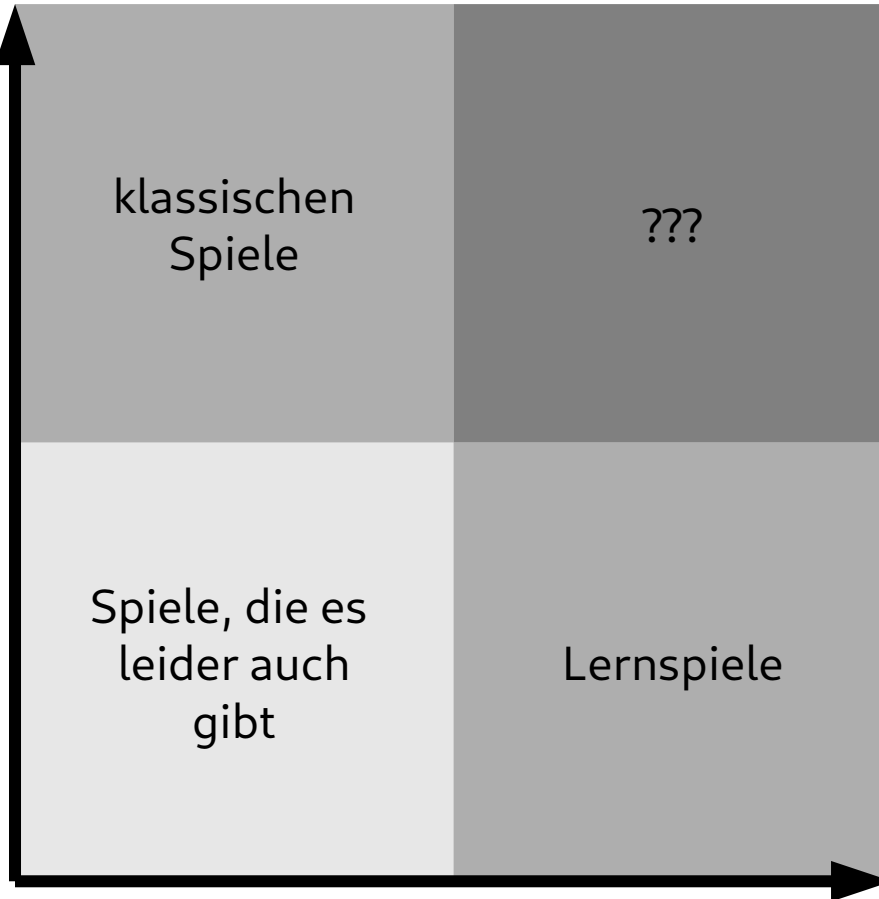 klassischen
Spiele
???
Spiele, die es
leider auch
gibt
Lernspiele